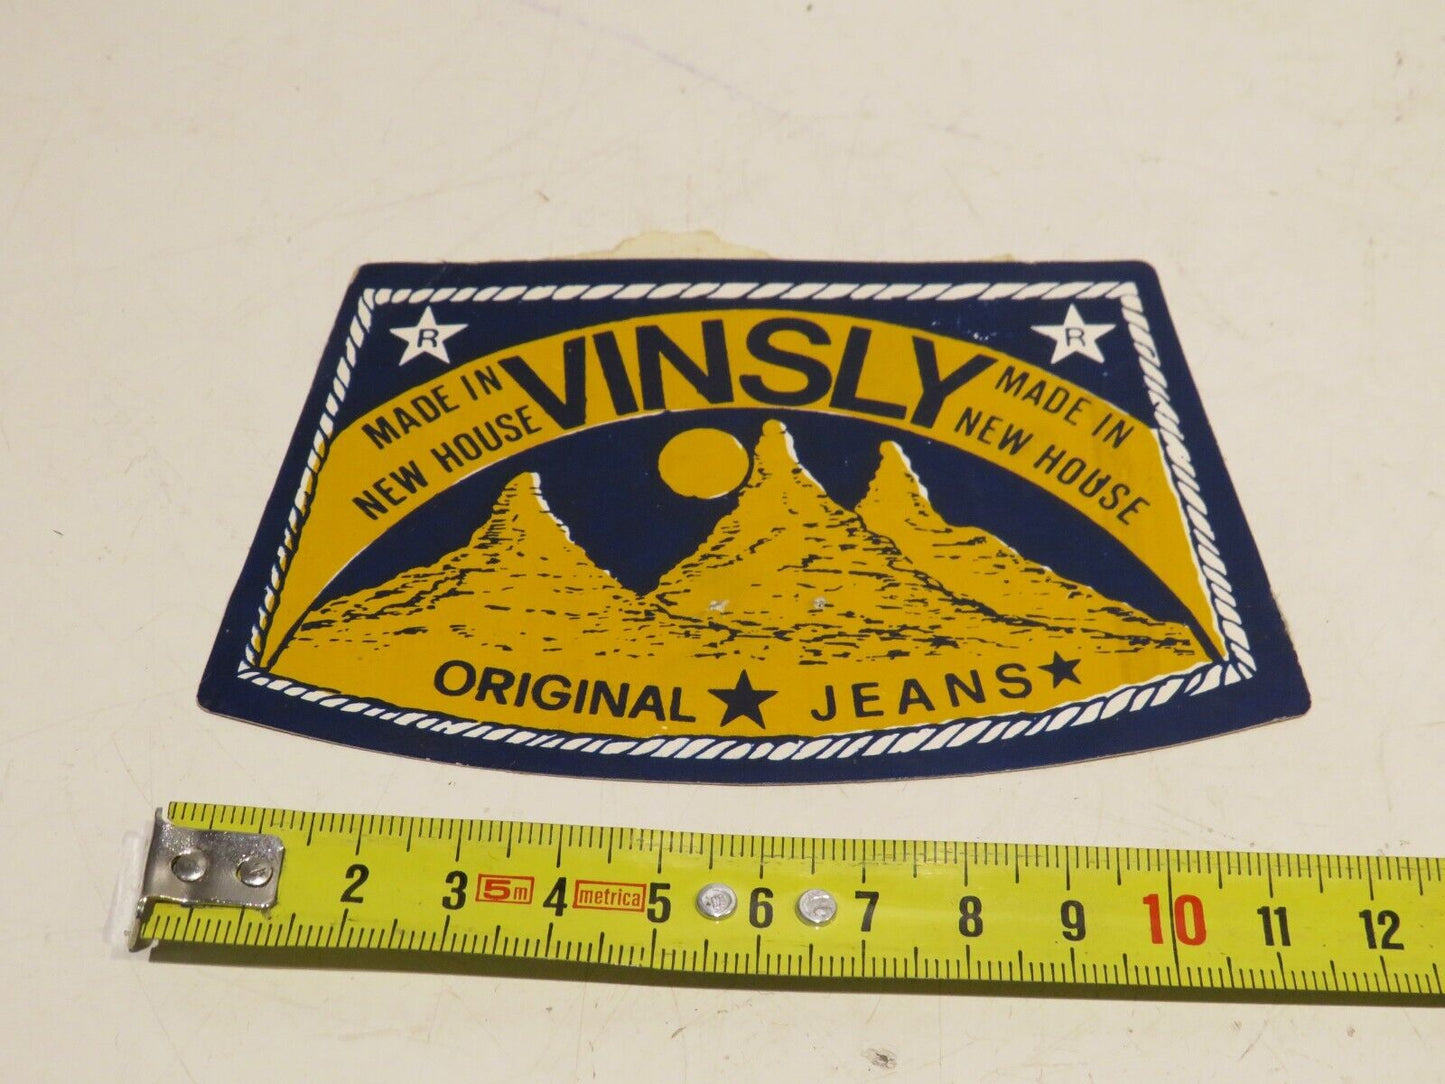 R
R
VINSLY
MADE IN
NEW HOUSE
MADE IN
NEW HOUSE
ORIGINAL ★ JEANS ★
2 3 5m 4 metrica 5 6 7 8 9 10 11 12